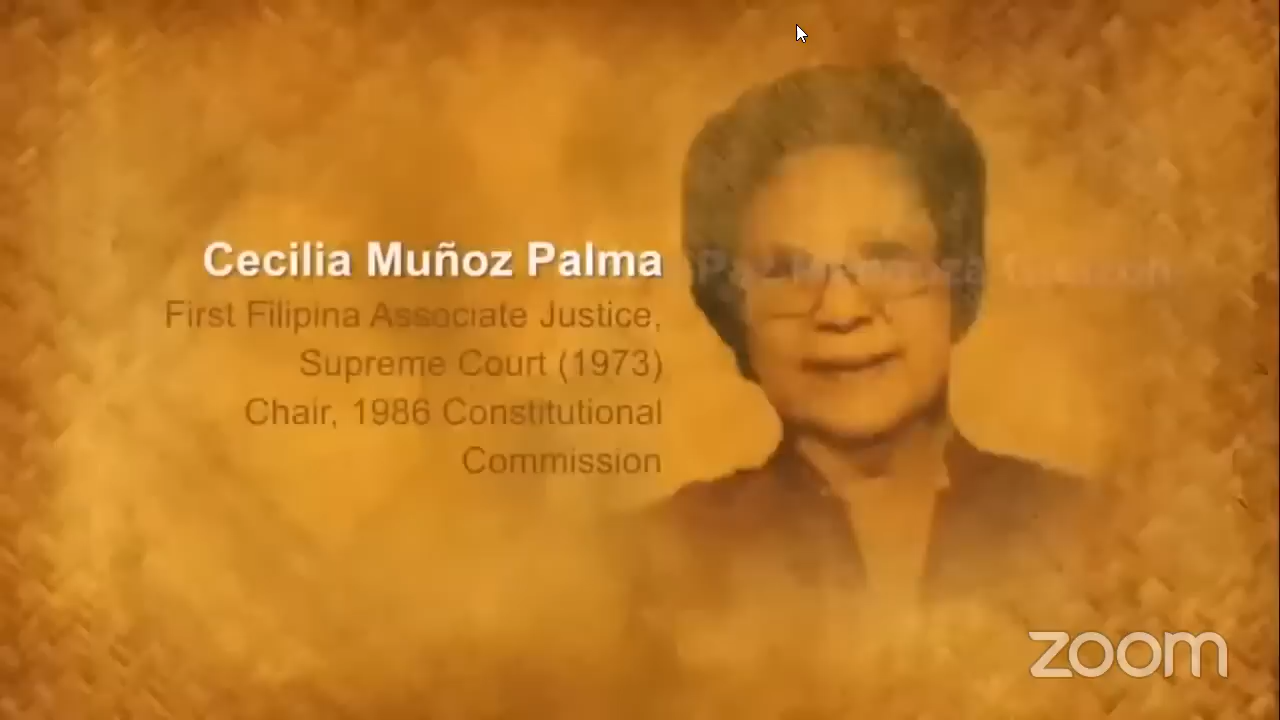 Cecilia Muñoz Palma
First Filipina Associate Justice,
Supreme Court (1973)
Chair, 1986 Constitutional
Commission
zoom